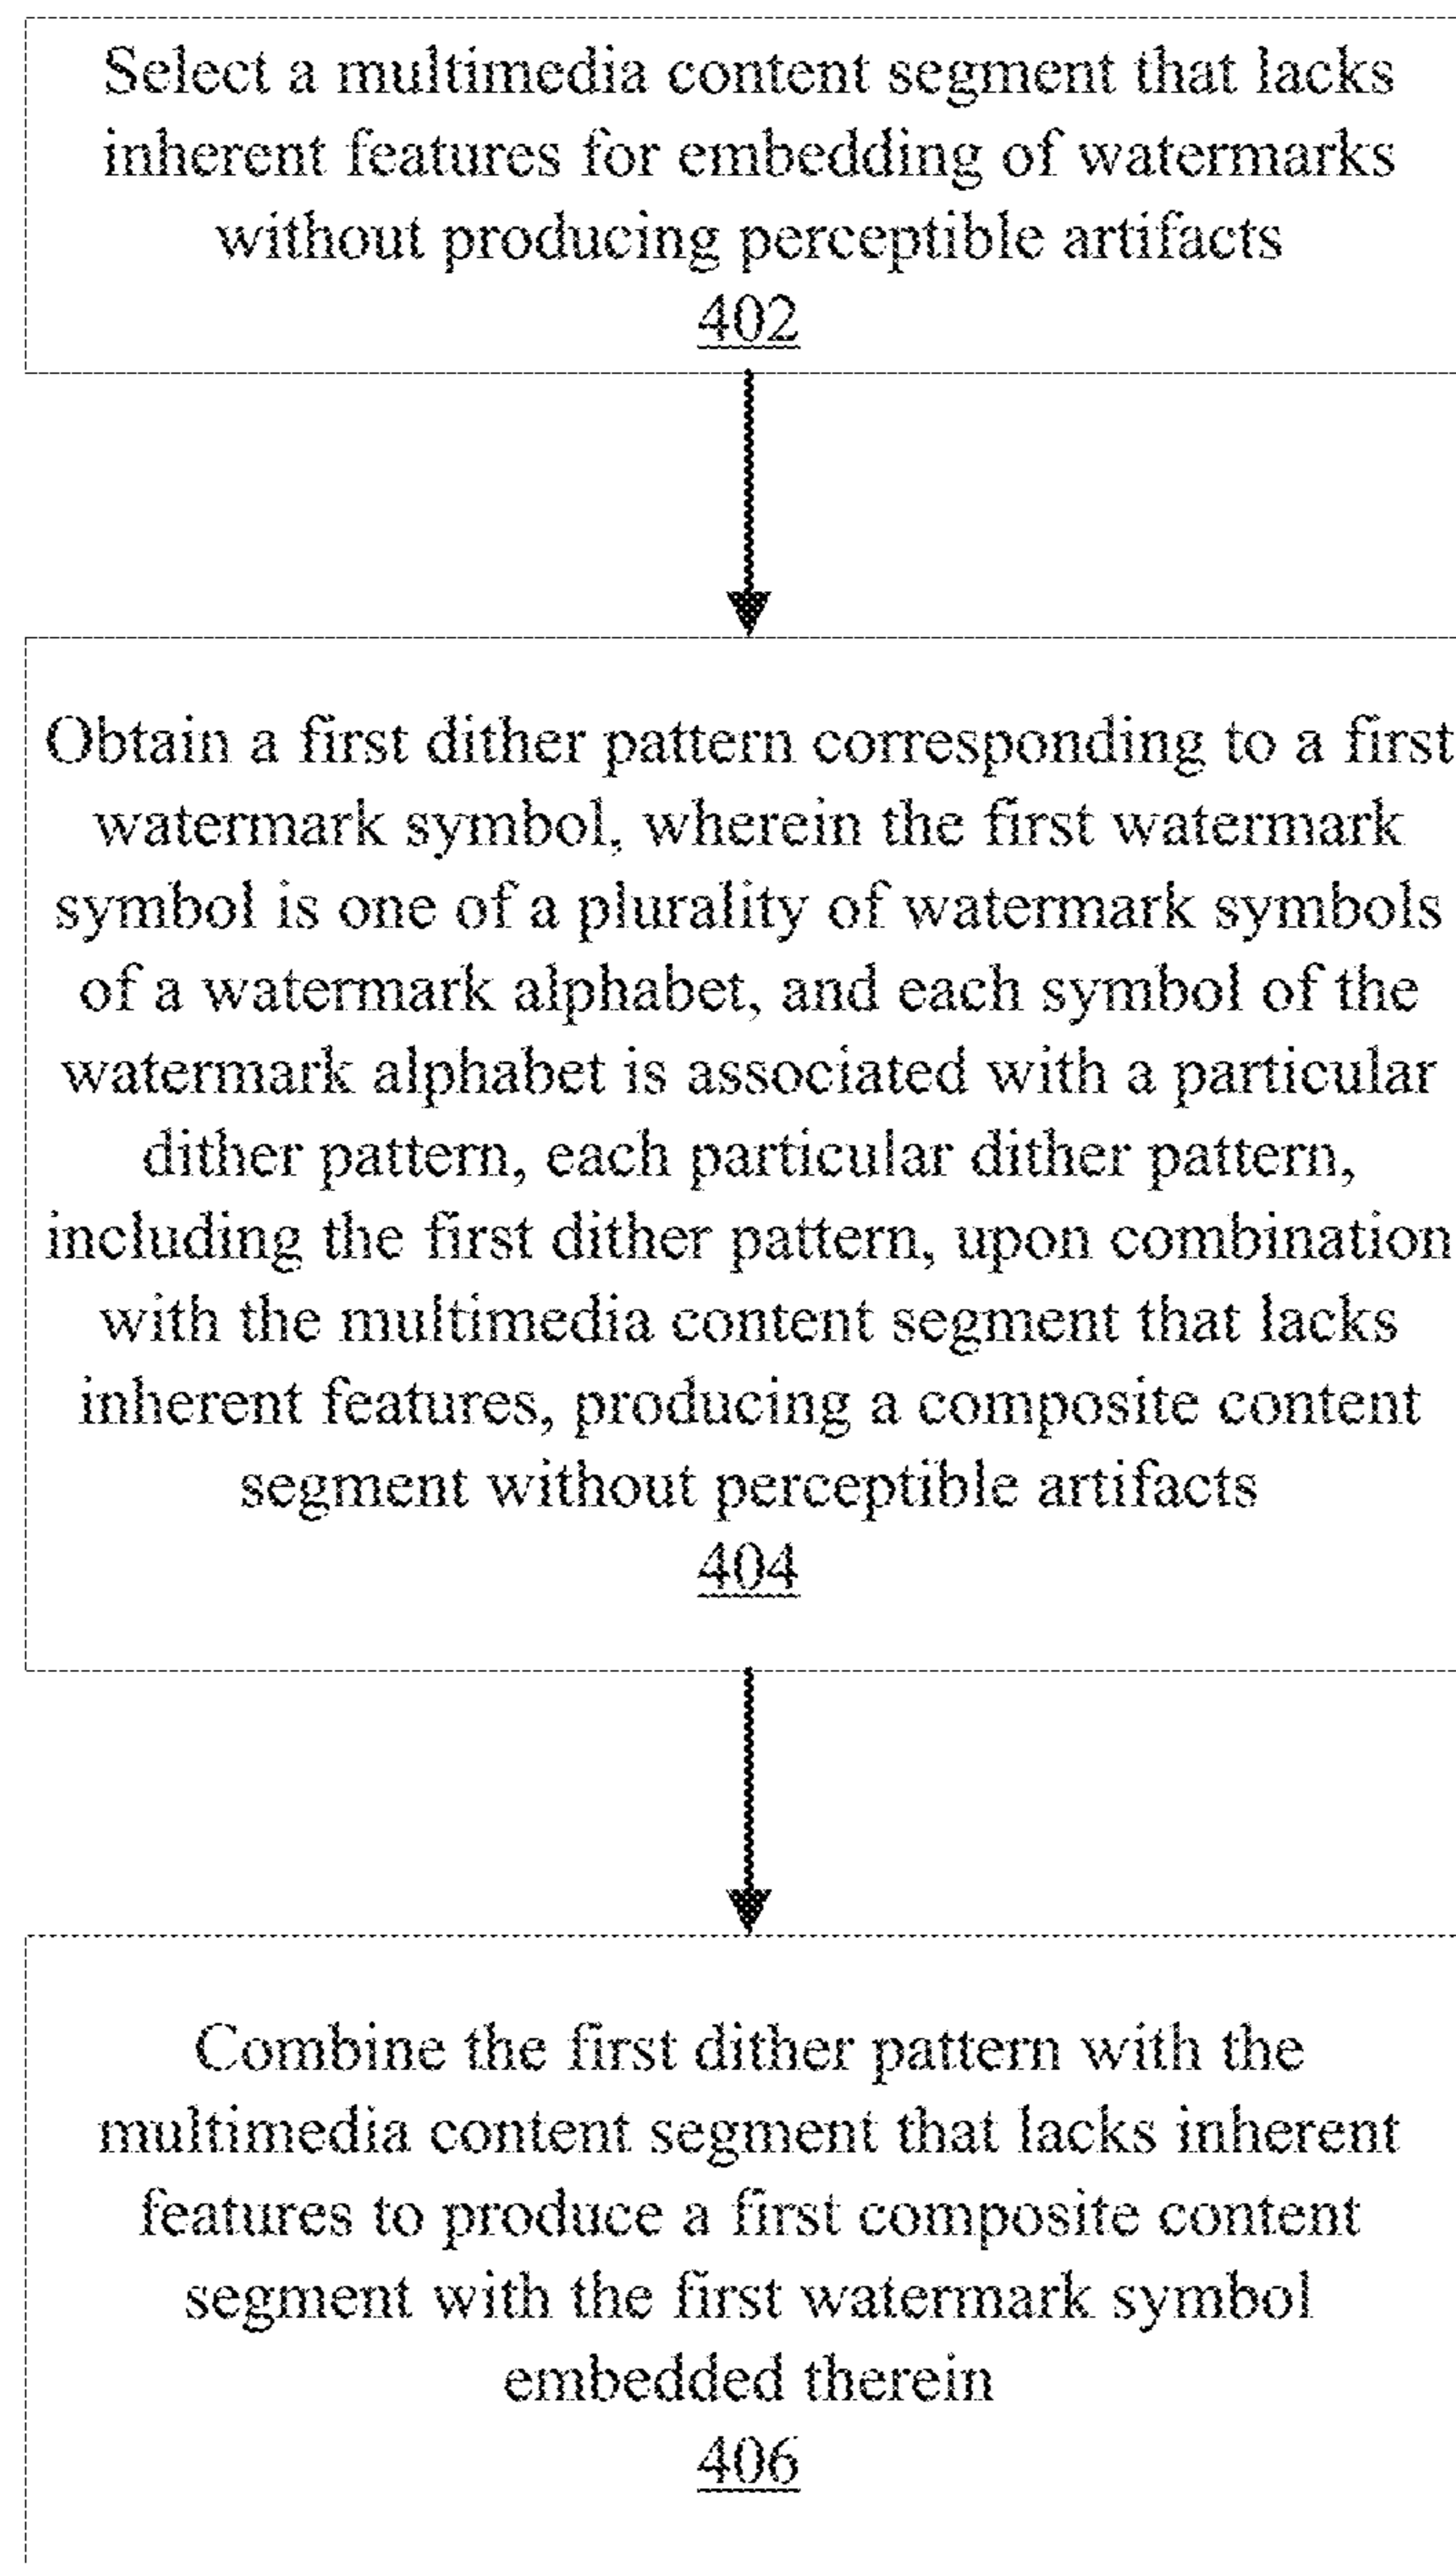 Select a multimedia content segment that lacks
inherent features for embedding of watermarks
without producing perceptible artifacts
402
Obtain a first dither pattern corresponding to a first
watermark symbol, wherein the first watermark
symbol is one of a plurality of watermark symbols
of a watermark alphabet, and each symbol of the
watermark alphabet is associated with a particular
dither pattern, each particular dither pattern,
including the first dither pattern, upon combination
with the multimedia content segment that lacks
inherent features, producing a composite content
segment without perceptible artifacts
404
Combine the first dither pattern with the
multimedia content segment that lacks inherent
features to produce a first composite content
segment with the first watermark symbol
embedded therein
406